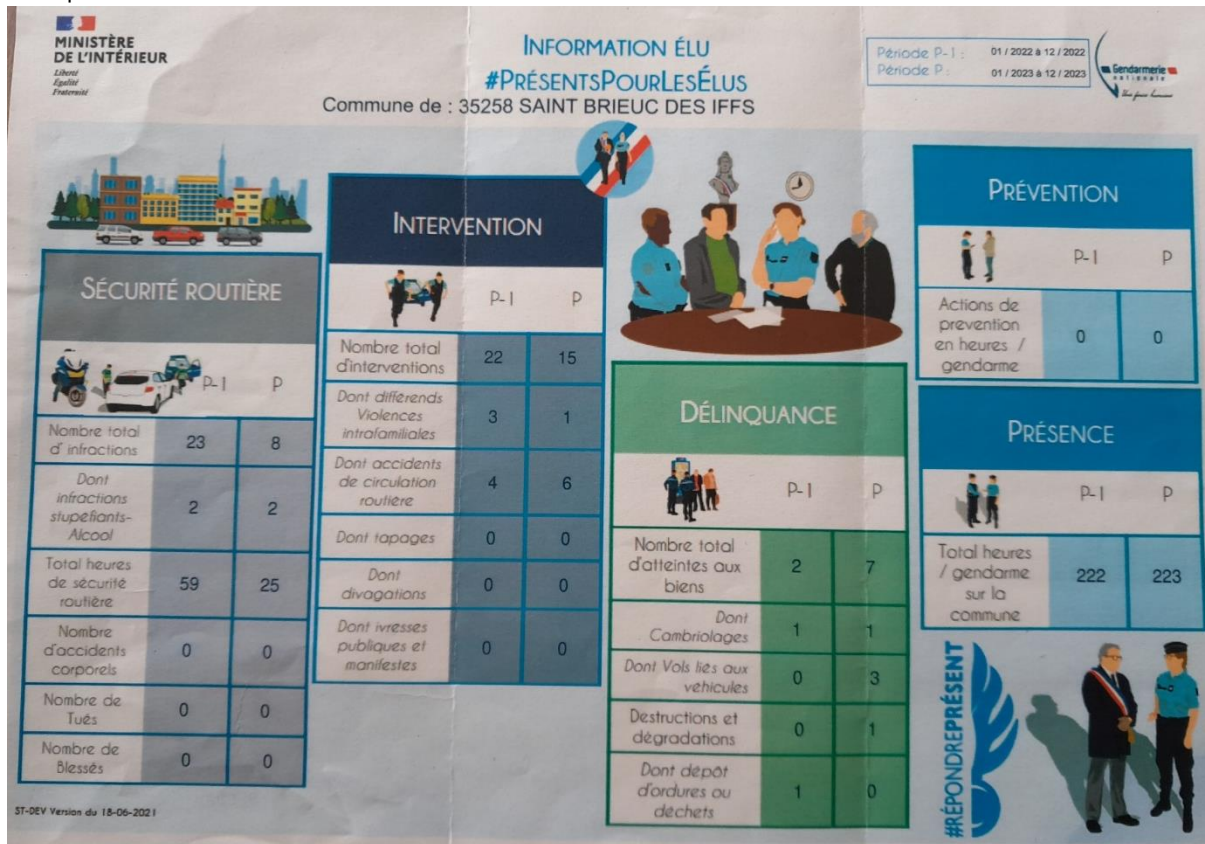 MINISTÈRE
DE L'INTÉRIEUR
Liberté
Égalité
Fraternité
INFORMATION ÉLU
#PRÉSENTSPOURLESÉLUS
Commune de : 35258 SAINT BRIEUC DES IFFS
Période P-1 : 01 / 2022 à 12 / 2022
Période P : 01 / 2023 à 12 / 2023
Gendarmerie
nationale
Une force humaine
SÉCURITÉ ROUTIÈRE
P-1 P
Nombre total
d'infractions 23 8
Dont
infractions
stupéfiants-
Alcool 2 2
Total heures
de sécurité
routière 59 25
Nombre
d'accidents
corporels 0 0
Nombre de
Tués 0 0
Nombre de
Blessés 0 0
ST-DEV Version du 18-06-2021
INTERVENTION
P-1 P
Nombre total
d'interventions 22 15
Dont différends
Violences
intrafamiliales 3 1
Dont accidents
de circulation
routière 4 6
Dont tapages 0 0
Dont
divagations 0 0
Dont ivresses
publiques et
manifestes 0 0
DÉLINQUANCE
P-1 P
Nombre total
d'atteintes aux
biens 2 7
Dont
Cambriolages 1 1
Dont Vols liés aux
véhicules 0 3
Destructions et
dégradations 0 1
Dont dépôt
d'ordures ou
déchets 1 0
PRÉVENTION
P-1 P
Actions de
prevention
en heures /
gendarme 0 0
PRÉSENCE
P-1 P
Total heures
/ gendarme
sur la
commune 222 223
#RÉPONDREPRÉSENT